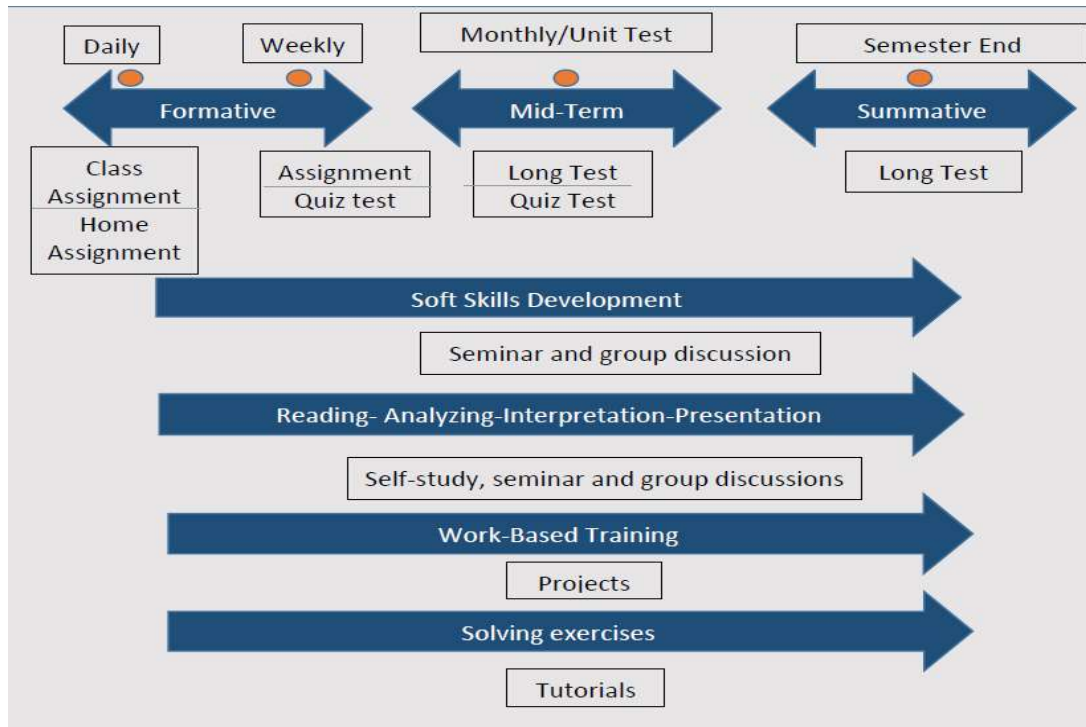 Daily
Weekly
Monthly/Unit Test
Semester End
Formative
Mid-Term
Summative
Class
Assignment
Home
Assignment
Assignment
Quiz test
Long Test
Quiz Test
Long Test
Soft Skills Development
Seminar and group discussion
Reading- Analyzing-Interpretation-Presentation
Self-study, seminar and group discussions
Work-Based Training
Projects
Solving exercises
Tutorials